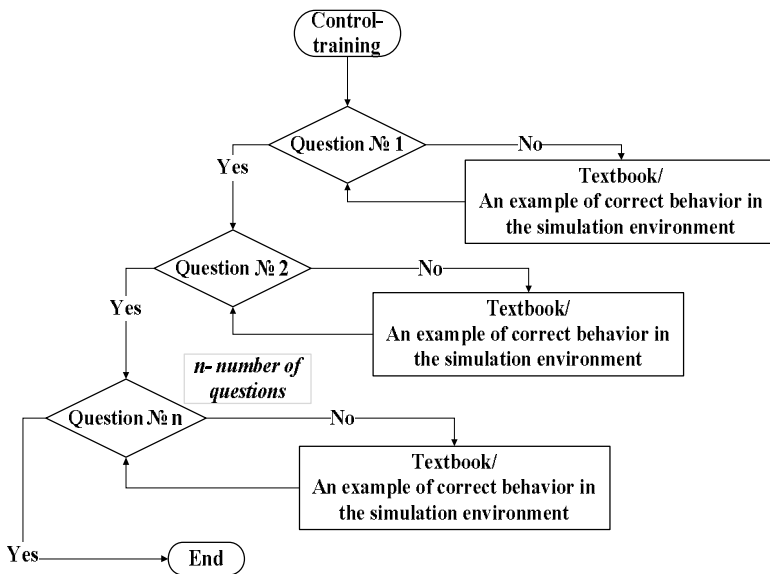 Control-
training
Question № 1
No
Yes
Textbook/
An example of correct behavior in
the simulation environment
Question № 2
No
Yes
Textbook/
An example of correct behavior in
the simulation environment
n- number of
questions
Question № n
No
Textbook/
An example of correct behavior in
the simulation environment
Yes
End